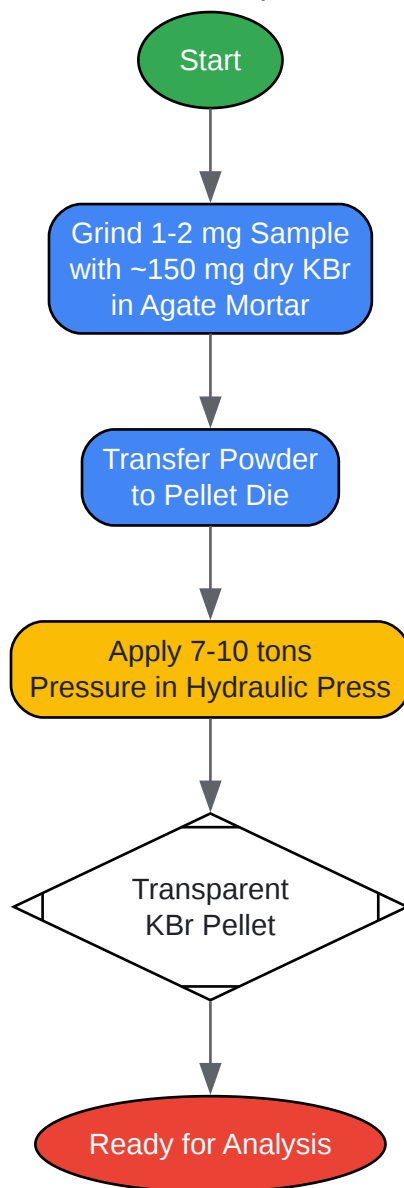 Start
Grind 1-2 mg Sample
with ~150 mg dry KBr
in Agate Mortar
Transfer Powder
to Pellet Die
Apply 7-10 tons
Pressure in Hydraulic Press
Transparent
KBr Pellet
Ready for Analysis